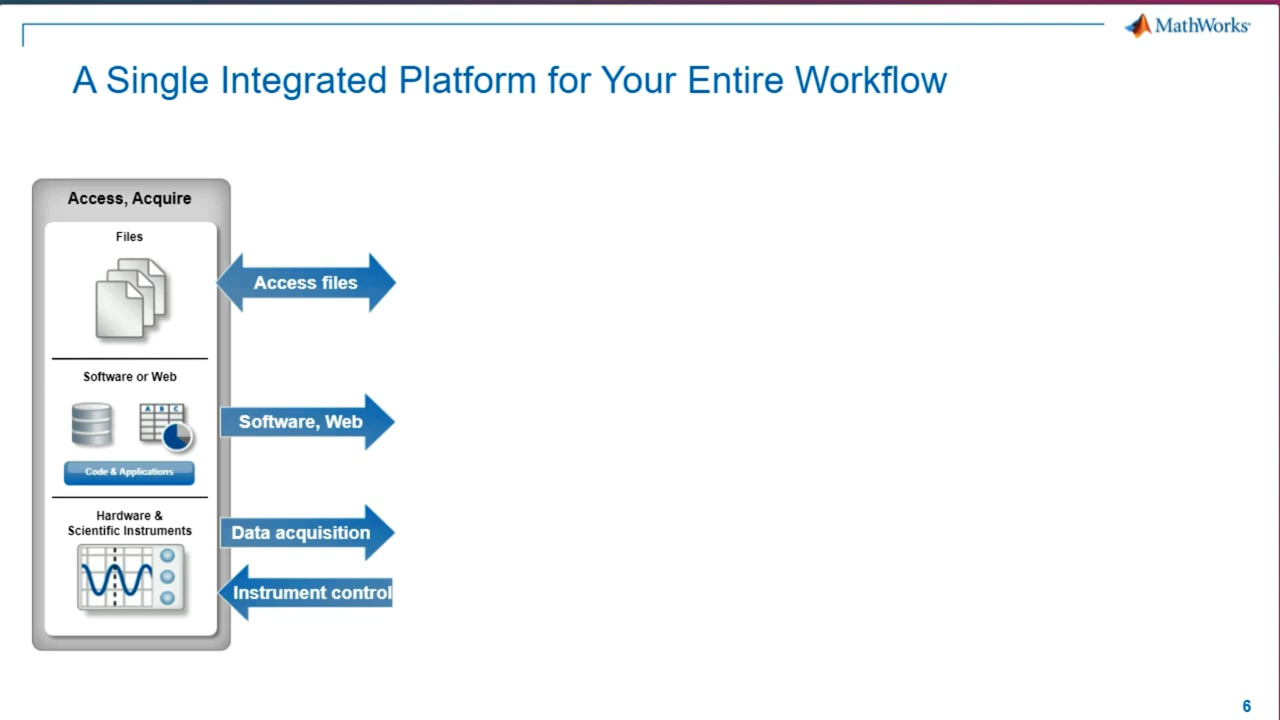 MathWorks
A Single Integrated Platform for Your Entire Workflow
Access, Acquire
Files
Access files
Software or Web
A B C
Software, Web
Code & Applications
Hardware &
Scientific Instruments
Data acquisition
Instrument control
6